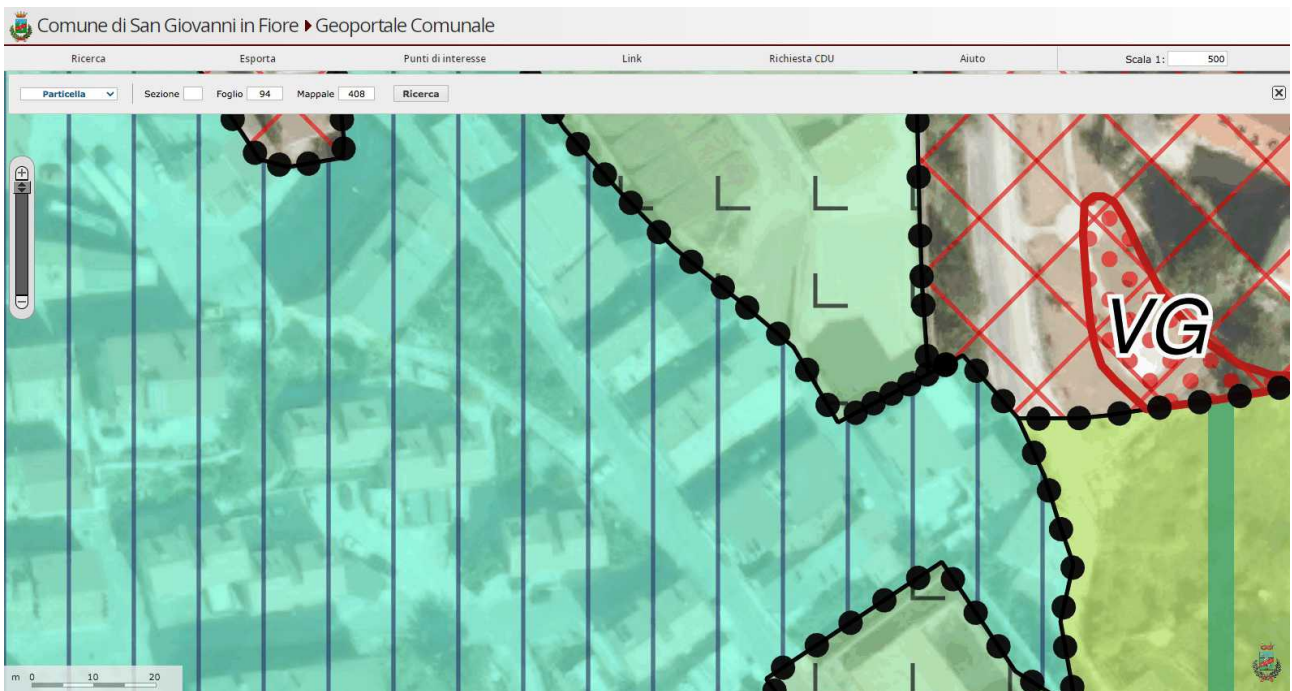 Comune di San Giovanni in Fiore Geoportale Comunale
Ricerca Esporta Punti di interesse Link Richiesta CDU Aiuto Scala 1: 500
Particella Sezione Foglio 94 Mappale 408 Ricerca
VG
m 0 10 20